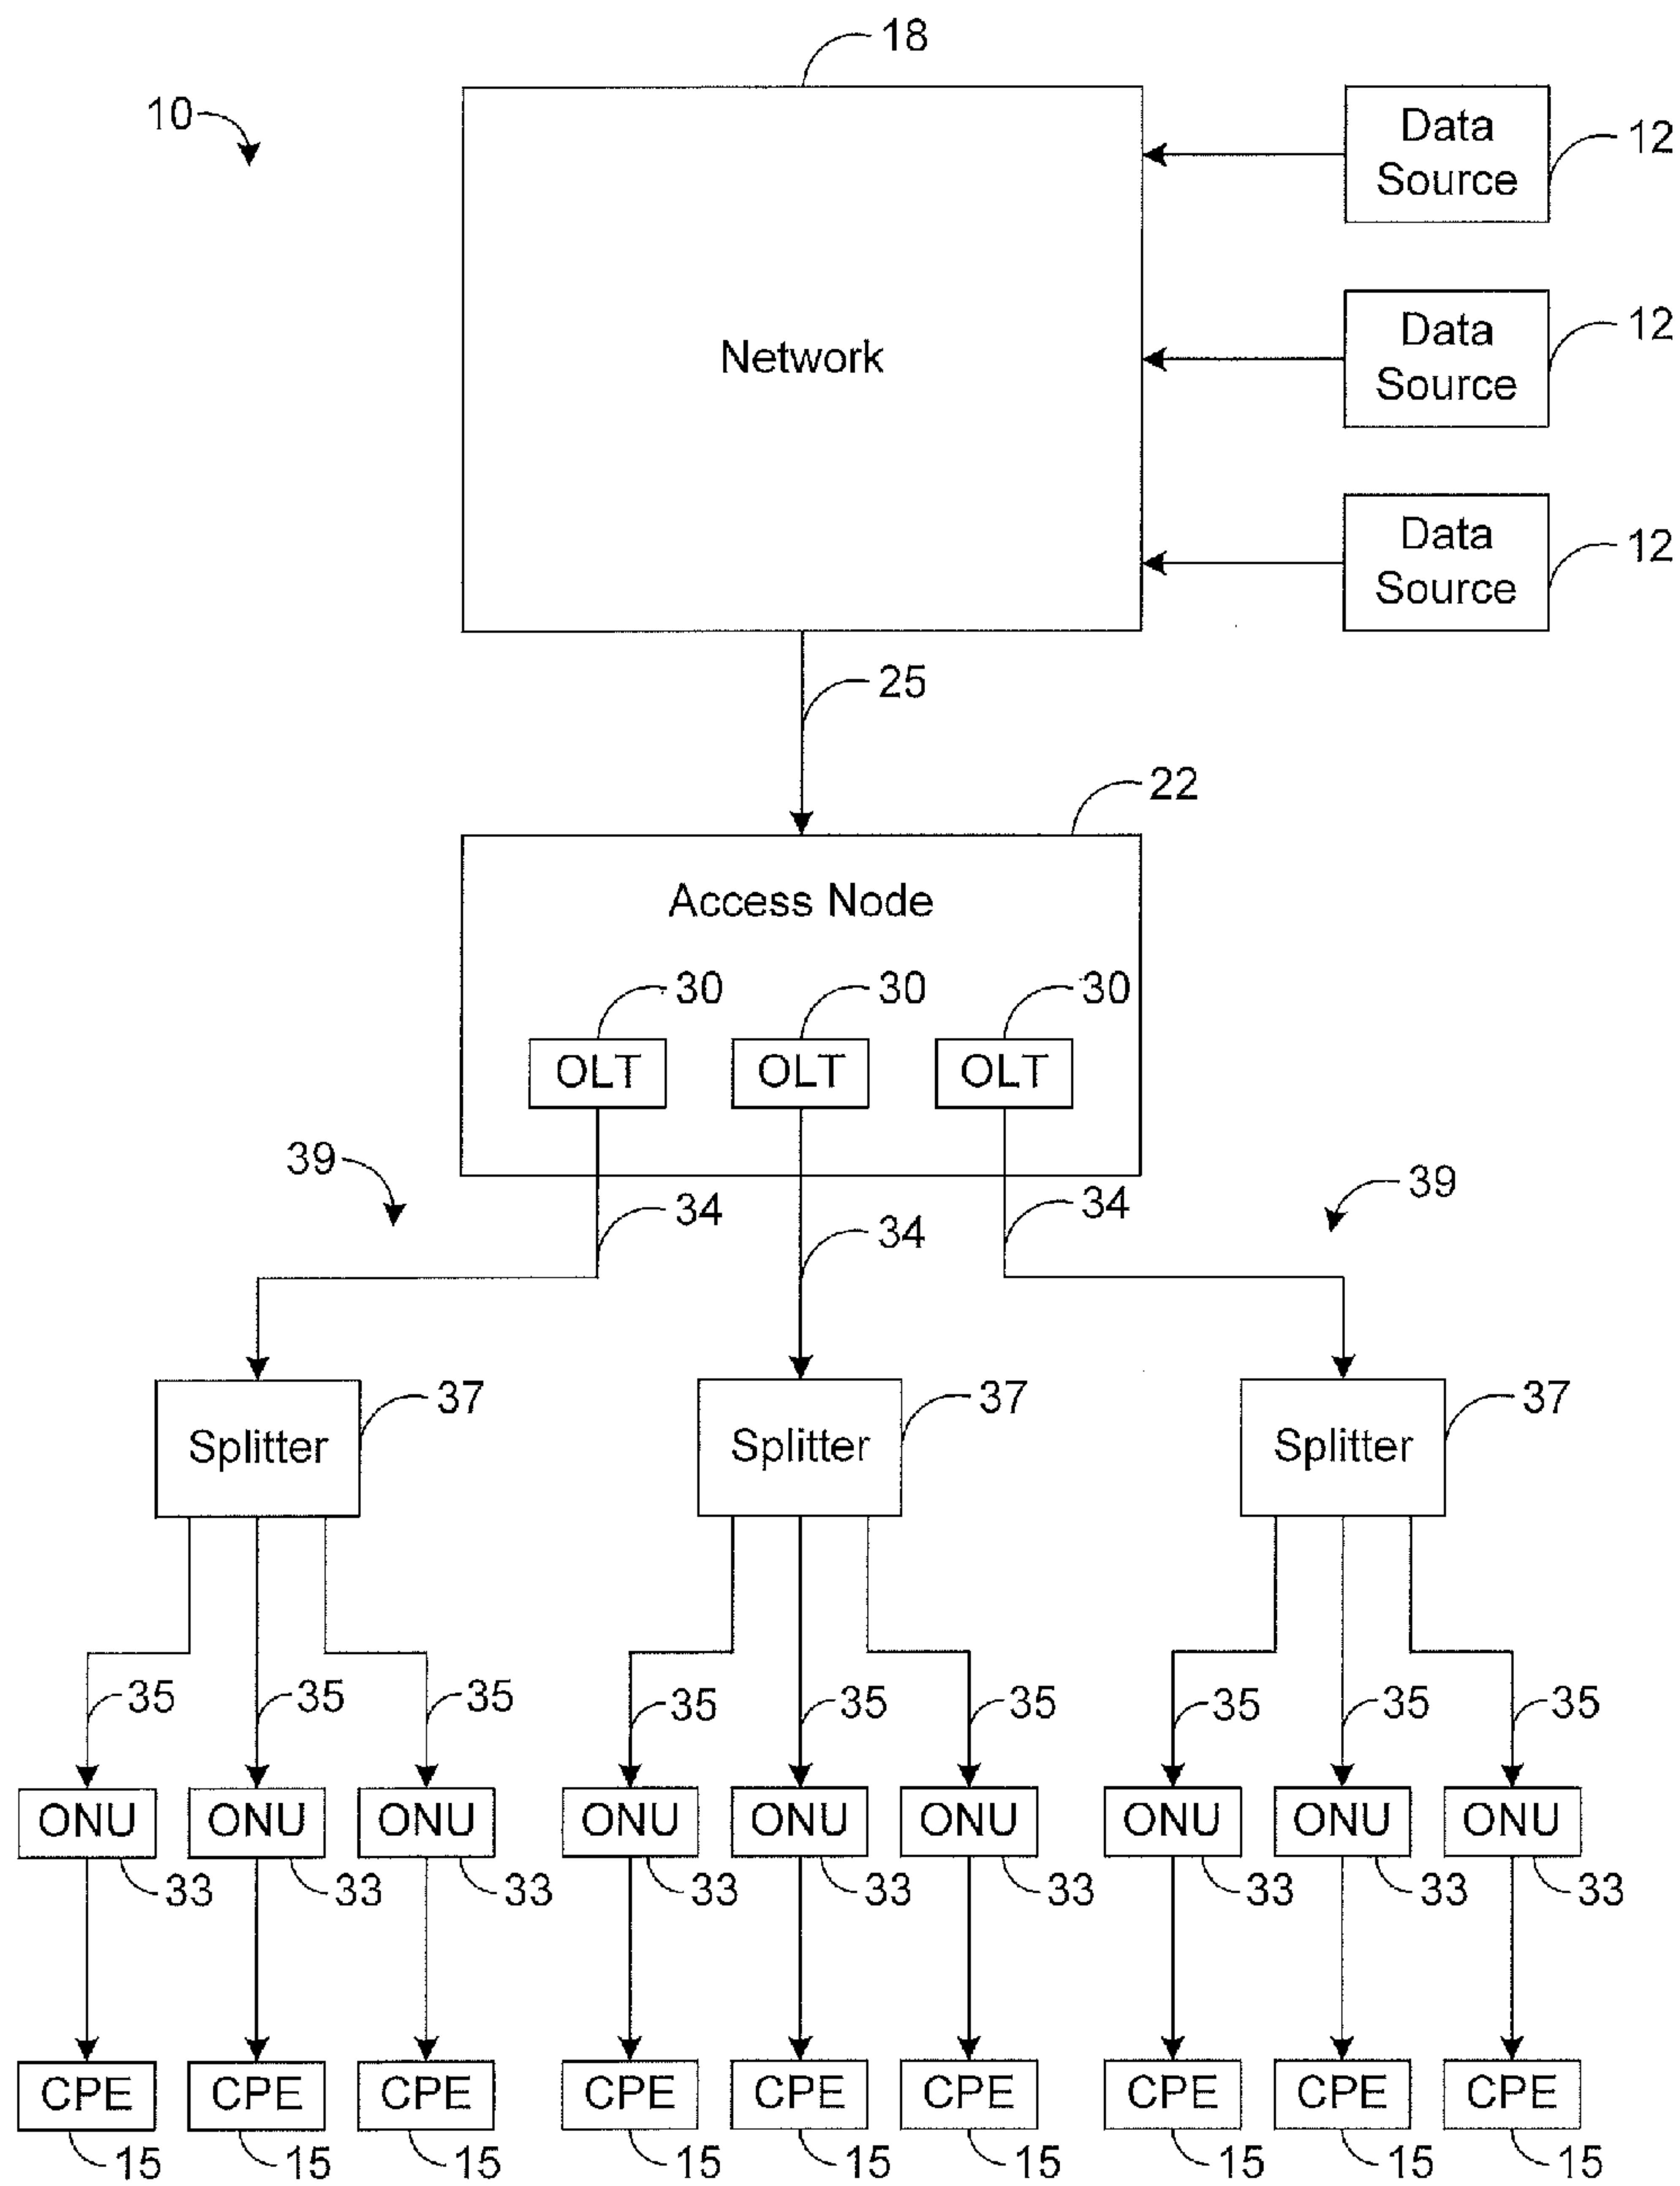 18
10
Data
Source
12
Network
Data
Source
12
Data
Source
12
25
22
Access Node
30 30 30
OLT OLT OLT
39 39
34 34 34
37 37 37
Splitter Splitter Splitter
35 35 35 35 35 35 35 35 35
ONU ONU ONU ONU ONU ONU ONU ONU ONU
33 33 33 33 33 33 33 33 33
CPE CPE CPE CPE CPE CPE CPE CPE CPE
15 15 15 15 15 15 15 15 15